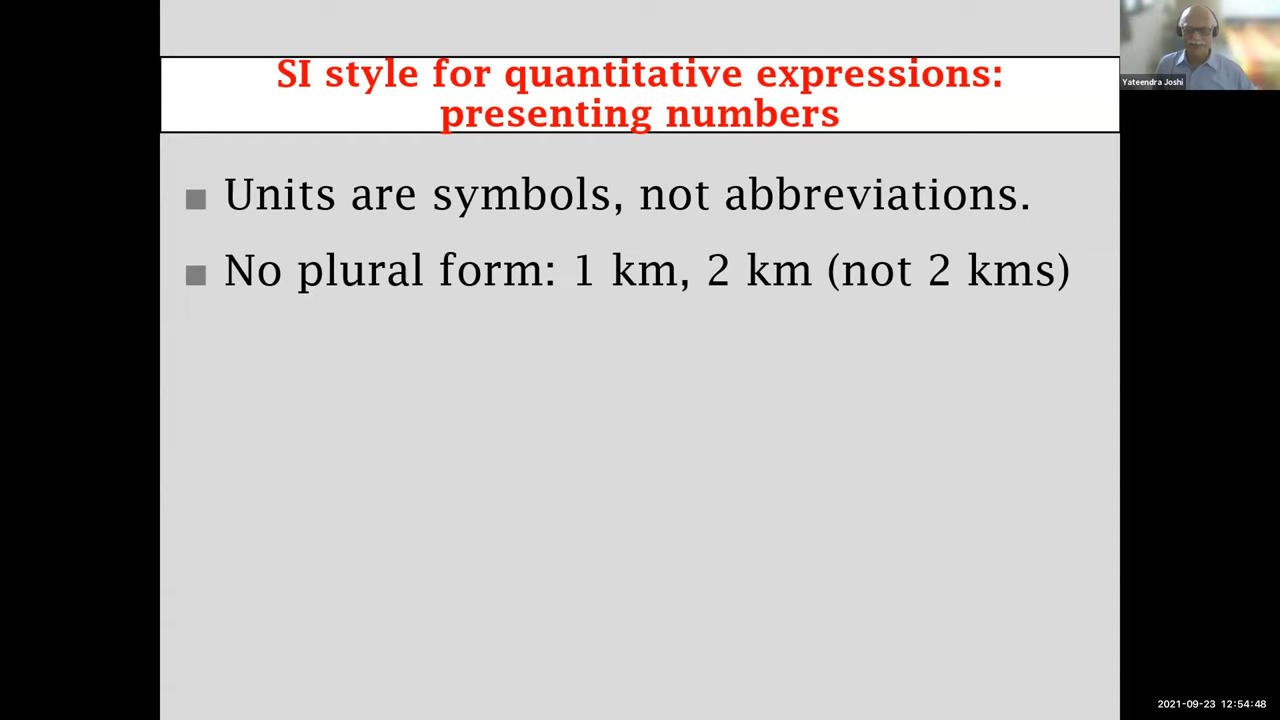 SI style for quantitative expressions:
presenting numbers
Yateendra Joshi
Units are symbols, not abbreviations.
No plural form: 1 km, 2 km (not 2 kms)
2021-09-23 12:54:48